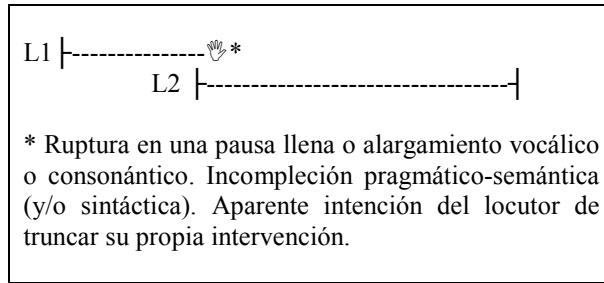 L1├---------------🖑*
L2 ├---------------------------------┤
* Ruptura en una pausa llena o alargamiento vocálico
o consonántico. Incompleción pragmático-semántica
(y/o sintáctica). Aparente intención del locutor de
truncar su propia intervención.